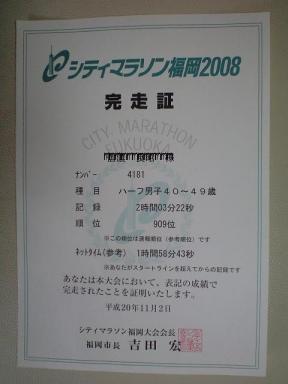 シティマラソン福岡2008
完走証
CITY MARATHON
FUKUOKA
ナンバー 4181
種目 ハーフ男子40～49歳
記録 2時間03分22秒
順位 909位
※この順位は速報順位（参考順位）です
ネットタイム(参考) 1時間58分43秒
※あなたがスタートラインを超えてからの記録です
あなたは本大会において、表記の成績で
完走されたことを証明いたします。
平成20年11月2日
シティマラソン福岡大会会長
福岡市長 吉田 宏